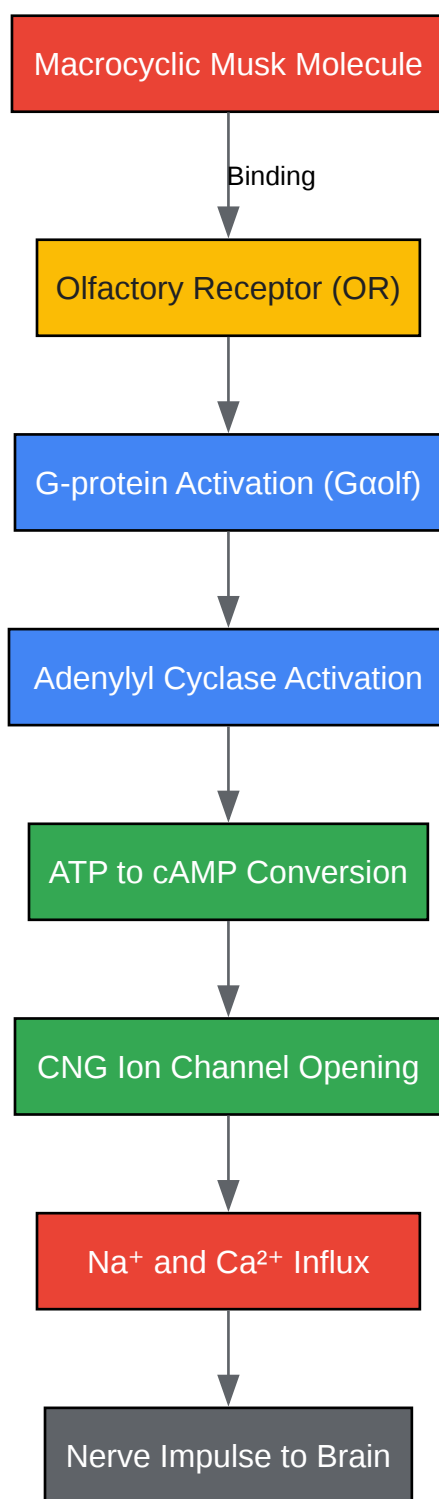 Macrocyclic Musk Molecule
Binding
Olfactory Receptor (OR)
G-protein Activation (Gαolf)
Adenylyl Cyclase Activation
ATP to cAMP Conversion
CNG Ion Channel Opening
Na⁺ and Ca²⁺ Influx
Nerve Impulse to Brain